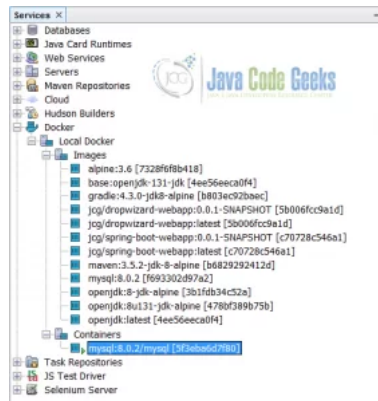 Services
Databases
Java Card Runtimes
Web Services
Servers
Maven Repositories
Cloud
Hudson Builders
Docker
Local Docker
Images
alpine:3.6 [7328f6f8b418]
base:openjdk-131-jdk [4ee56eeca0f4]
gradle:4.3.0-jdk8-alpine [b803ec92baec]
jcg/dropwizard-webapp:0.0.1-SNAPSHOT [5b006fcc9a1d]
jcg/dropwizard-webapp:latest [5b006fcc9a1d]
jcg/spring-boot-webapp:0.0.1-SNAPSHOT [c70728c546a1]
jcg/spring-boot-webapp:latest [c70728c546a1]
maven:3.5.2-jdk-8-alpine [b6829292412d]
mysql:8.0.2 [f693302d97a2]
openjdk:8-jdk-alpine [3b1fdb34c52a]
openjdk:8u131-jdk-alpine [478bf389b75b]
openjdk:latest [4ee56eeca0f4]
Containers
mysql:8.0.2/mysql [5f3eba6d7f80]
Task Repositories
JS Test Driver
Selenium Server
jcg
Java Code Geeks